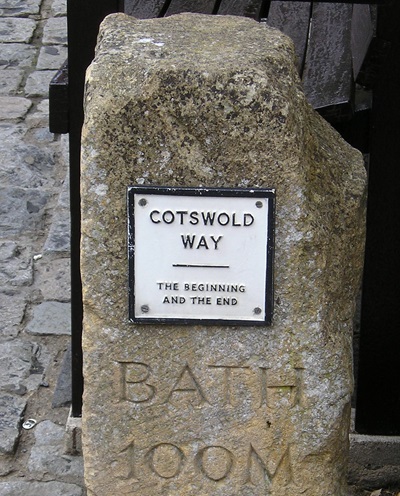 COTSWOLD
WAY
THE BEGINNING
AND THE END
BATH
100M